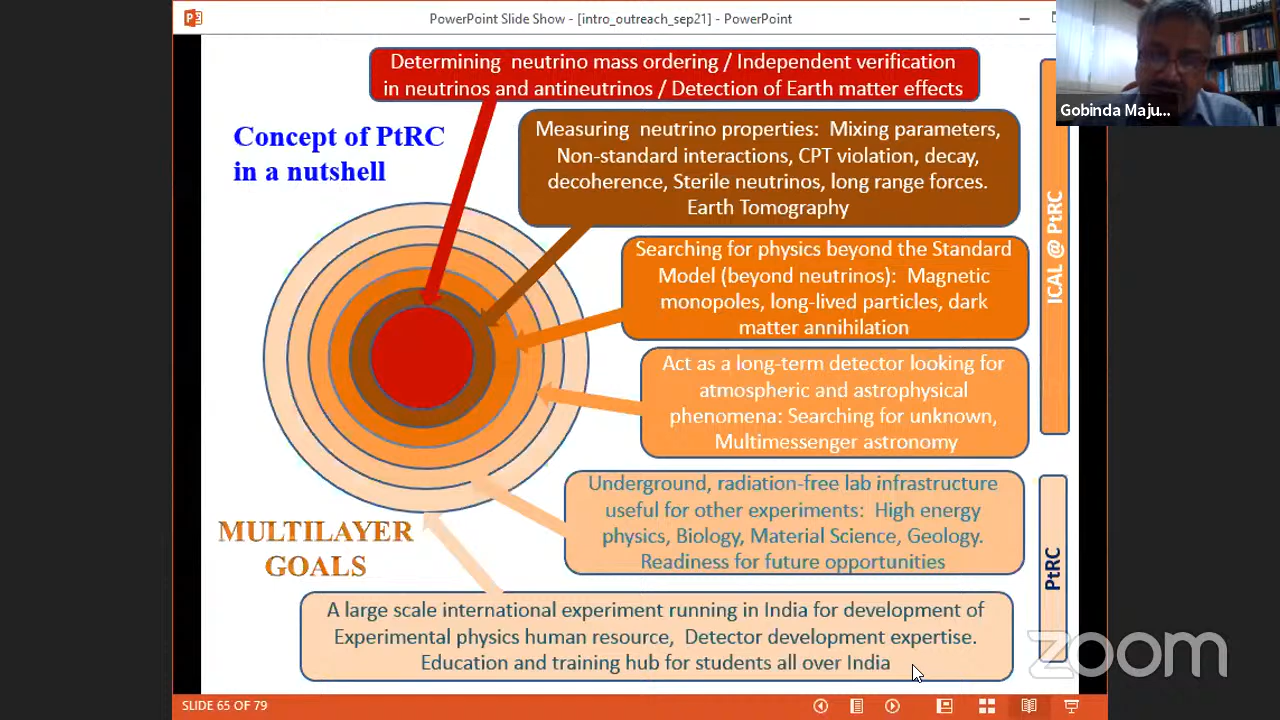 PowerPoint Slide Show - [intro_outreach_sep21] - PowerPoint
Gobinda Maju...
Determining neutrino mass ordering / Independent verification
in neutrinos and antineutrinos / Detection of Earth matter effects
Concept of PtRC
in a nutshell
Measuring neutrino properties: Mixing parameters,
Non-standard interactions, CPT violation, decay,
decoherence, Sterile neutrinos, long range forces.
Earth Tomography
Searching for physics beyond the Standard
Model (beyond neutrinos): Magnetic
monopoles, long-lived particles, dark
matter annihilation
ICAL @ PtRC
Act as a long-term detector looking for
atmospheric and astrophysical
phenomena: Searching for unknown,
Multimessenger astronomy
MULTILAYER
GOALS
Underground, radiation-free lab infrastructure
useful for other experiments: High energy
physics, Biology, Material Science, Geology.
Readiness for future opportunities
PtRC
A large scale international experiment running in India for development of
Experimental physics human resource, Detector development expertise.
Education and training hub for students all over India
zoom
SLIDE 65 OF 79